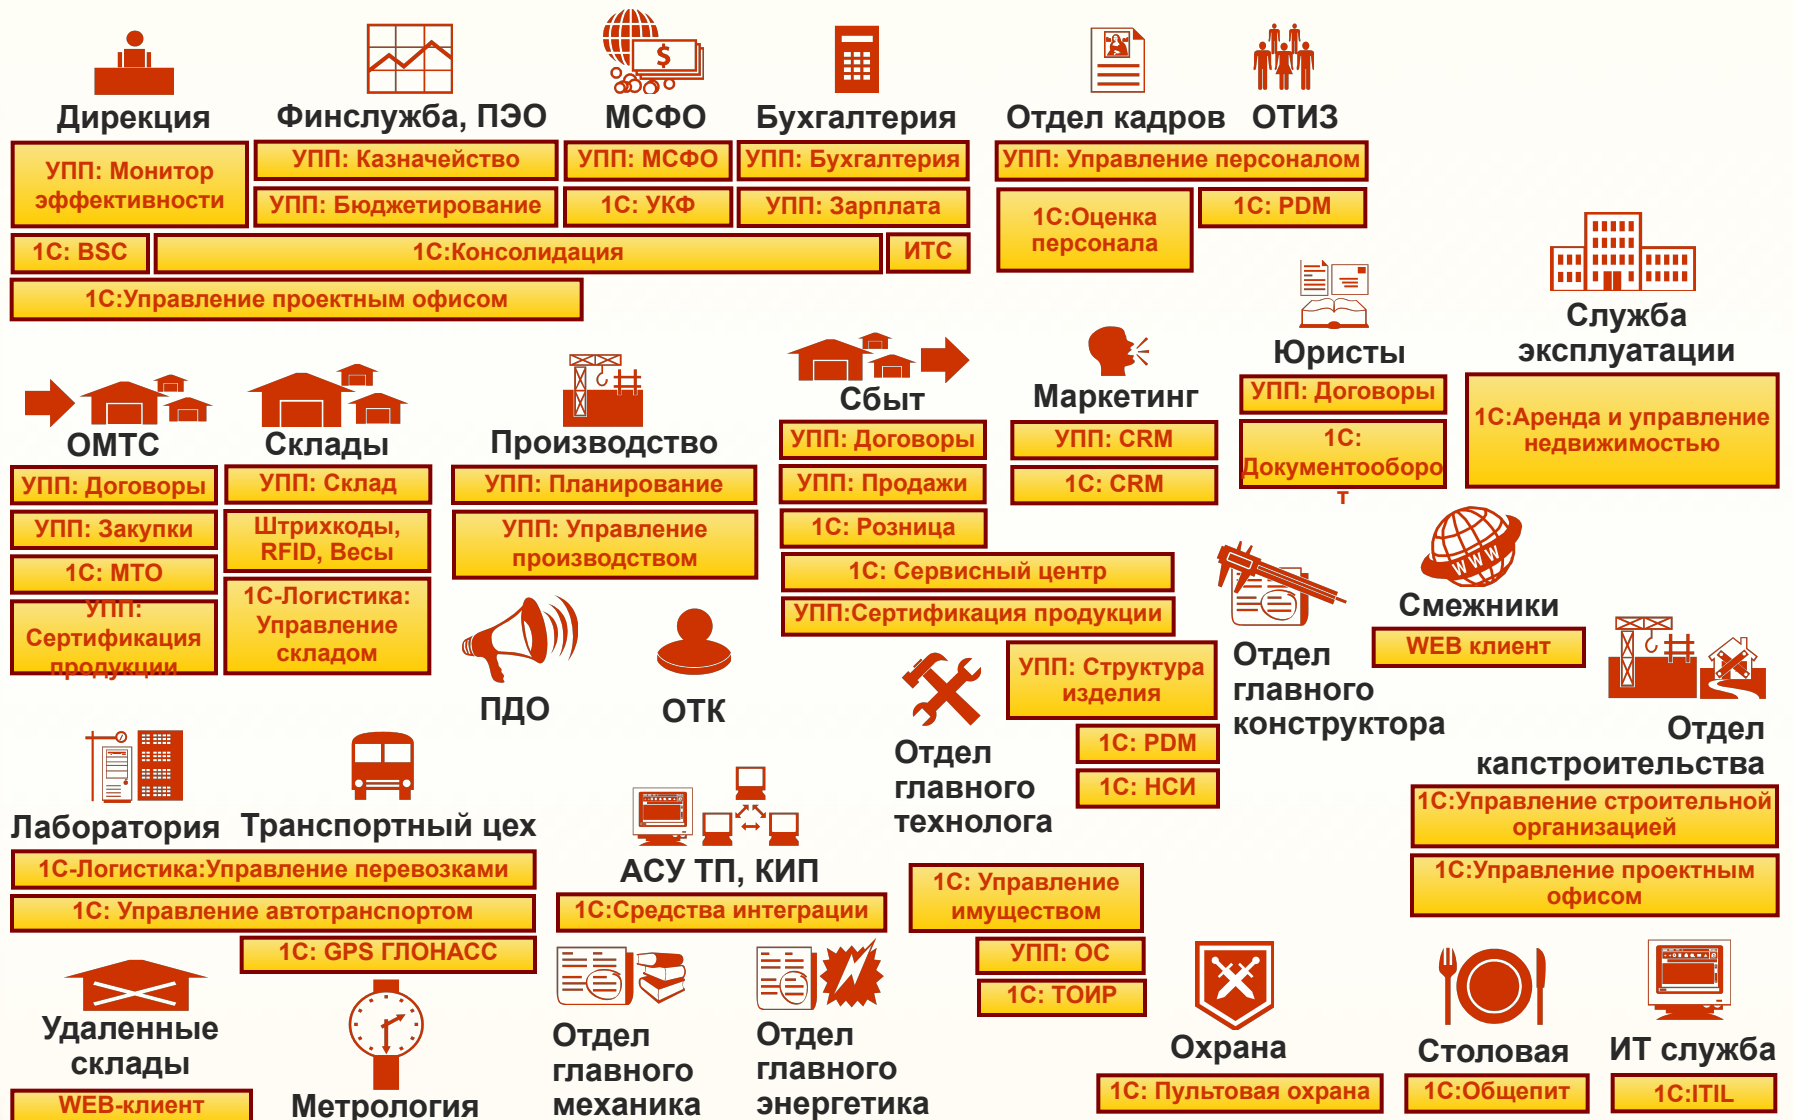 Дирекция
УПП: Монитор
эффективности
Финслужба, ПЭО
УПП: Казначейство
УПП: Бюджетирование
$
МСФО
УПП: МСФО
1С: УКФ
Бухгалтерия
УПП: Бухгалтерия
УПП: Зарплата
1С: BSC
1С:Консолидация
ИТС
1С:Управление проектным офисом
Отдел кадров
ОТИЗ
УПП: Управление персоналом
1С:Оценка
персонала
1С: PDM
Юристы
УПП: Договоры
1С:
Документооборо
т
Служба
эксплуатации
1С:Аренда и управление
недвижимостью
ОМТС
УПП: Договоры
УПП: Закупки
1С: МТО
УПП:
Сертификация
продукции
Склады
УПП: Склад
Штрихкоды,
RFID, Весы
1С-Логистика:
Управление
складом
Производство
УПП: Планирование
УПП: Управление
производством
ПДО
ОТК
Сбыт
УПП: Договоры
УПП: Продажи
1С: Розница
1С: Сервисный центр
УПП:Сертификация продукции
Маркетинг
УПП: CRM
1С: CRM
WWW
Смежники
WEB клиент
Отдел
главного
технолога
УПП: Структура
изделия
1С: PDM
1С: НСИ
Отдел
главного
конструктора
Отдел
капстроительства
1С:Управление строительной
организацией
1С:Управление проектным
офисом
Лаборатория
Транспортный цех
1С-Логистика:Управление перевозками
1С: Управление автотранспортом
1С: GPS ГЛОНАСС
АСУ ТП, КИП
1С:Средства интеграции
1С: Управление
имуществом
УПП: ОС
1С: ТОИР
Удаленные
склады
WEB-клиент
Метрология
Отдел
главного
механика
Отдел
главного
энергетика
Охрана
1С: Пультовая охрана
Столовая
1С:Общепит
ИТ служба
1С:ITIL